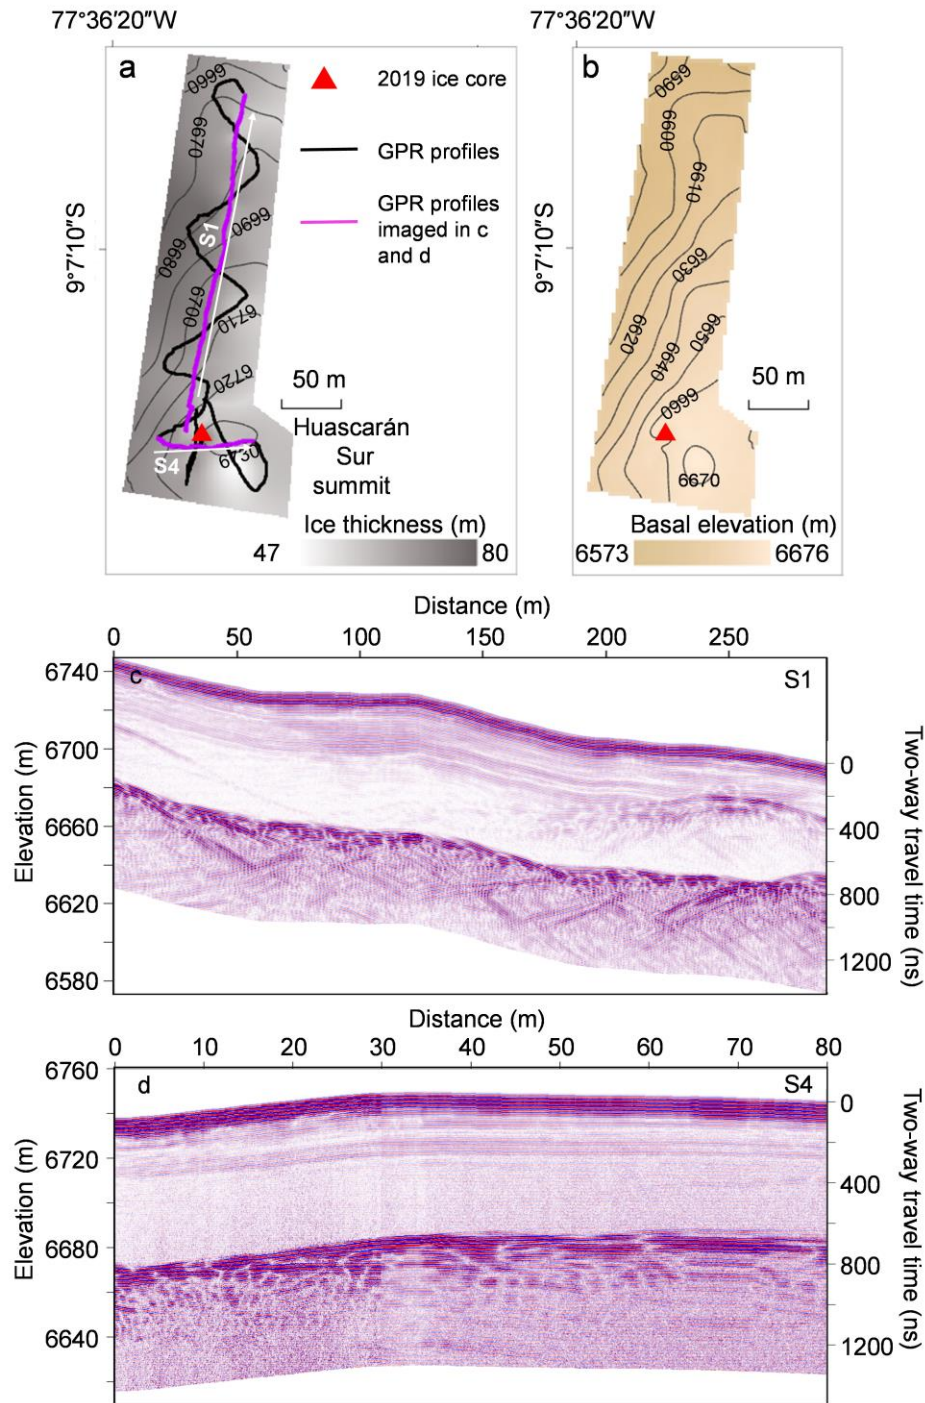 77°36′20″W
77°36′20″W
a
2019 ice core
GPR profiles
GPR profiles
imaged in c
and d
6660
6670
6690
6680
6700
6710
6720
6730
S1
S4
9°7′10″S
50 m
Huascarán
Sur
summit
Ice thickness (m)
47
80
b
6590
6600
6610
6630
6620
6650
6640
6660
6670
9°7′10″S
50 m
Basal elevation (m)
6573
6676
Distance (m)
0 50 100 150 200 250
c
S1
Elevation (m)
6740
6700
6660
6620
6580
Two-way travel time (ns)
0
400
800
1200
Distance (m)
0 10 20 30 40 50 60 70 80
d
S4
Elevation (m)
6760
6720
6680
6640
Two-way travel time (ns)
0
400
800
1200